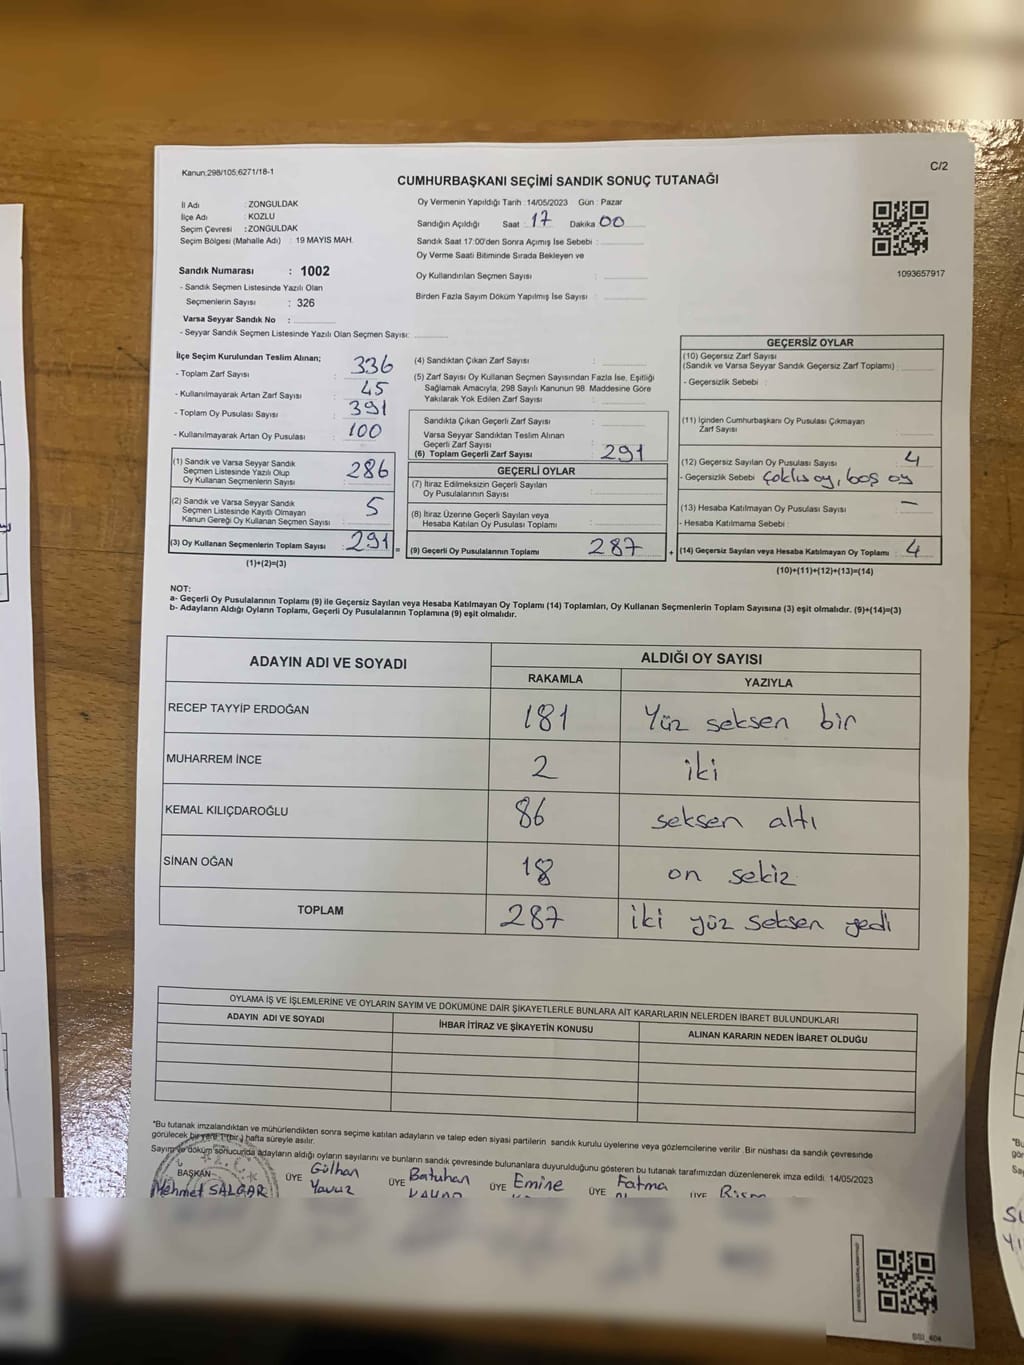 Kanun;298/105;6271/18-1
C/2
CUMHURBAŞKANI SEÇİMİ SANDIK SONUÇ TUTANAĞI
İl Adı : ZONGULDAK
İlçe Adı : KOZLU
Seçim Çevresi : ZONGULDAK
Seçim Bölgesi (Mahalle Adı) : 19 MAYIS MAH.
Oy Vermenin Yapıldığı Tarih :14/05/2023 Gün : Pazar
Sandığın Açıldığı Saat : 17 Dakika 00
Sandık Saat 17:00'den Sonra Açımış İse Sebebi :
Oy Verme Saati Bitiminde Sırada Bekleyen ve
Oy Kullandırılan Seçmen Sayısı :
Birden Fazla Sayım Döküm Yapılmış İse Sayısı :
1093657917
Sandık Numarası : 1002
- Sandık Seçmen Listesinde Yazılı Olan
Seçmenlerin Sayısı : 326
Varsa Seyyar Sandık No :
- Seyyar Sandık Seçmen Listesinde Yazılı Olan Seçmen Sayısı:
İlçe Seçim Kurulundan Teslim Alınan;
- Toplam Zarf Sayısı : 336
- Kullanılmayarak Artan Zarf Sayısı : 45
- Toplam Oy Pusulası Sayısı : 391
- Kullanılmayarak Artan Oy Pusulası : 100
(1) Sandık ve Varsa Seyyar Sandık
Seçmen Listesinde Yazılı Olup
Oy Kullanan Seçmenlerin Sayısı : 286
(2) Sandık ve Varsa Seyyar Sandık
Seçmen Listesinde Kayıtlı Olmayan
Kanun Gereği Oy Kullanan Seçmen Sayısı : 5
(3) Oy Kullanan Seçmenlerin Toplam Sayısı : 291 =
(1)+(2)=(3)
(4) Sandıktan Çıkan Zarf Sayısı :
(5) Zarf Sayısı Oy Kullanan Seçmen Sayısından Fazla İse, Eşitliği
Sağlamak Amacıyla, 298 Sayılı Kanunun 98. Maddesine Göre
Yakılarak Yok Edilen Zarf Sayısı :
Sandıkta Çıkan Geçerli Zarf Sayısı :
Varsa Seyyar Sandıktan Teslim Alınan
Geçerli Zarf Sayısı :
(6) Toplam Geçerli Zarf Sayısı : 291
GEÇERLİ OYLAR
(7) İtiraz Edilmeksizin Geçerli Sayılan
Oy Pusulalarının Sayısı :
(8) İtiraz Üzerine Geçerli Sayılan veya
Hesaba Katılan Oy Pusulası Toplamı :
(9) Geçerli Oy Pusulalarının Toplamı : 287 +
GEÇERSİZ OYLAR
(10) Geçersiz Zarf Sayısı
(Sandık ve Varsa Seyyar Sandık Geçersiz Zarf Toplamı) :
- Geçersizlik Sebebi :
(11) İçinden Cumhurbaşkanı Oy Pusulası Çıkmayan
Zarf Sayısı :
(12) Geçersiz Sayılan Oy Pusulası Sayısı : 4
- Geçersizlik Sebebi : çoklu oy, boş oy
(13) Hesaba Katılmayan Oy Pusulası Sayısı : –
- Hesaba Katılmama Sebebi :
(14) Geçersiz Sayılan veya Hesaba Katılmayan Oy Toplamı : 4
(10)+(11)+(12)+(13)=(14)
NOT:
a- Geçerli Oy Pusulalarının Toplamı (9) ile Geçersiz Sayılan veya Hesaba Katılmayan Oy Toplamı (14) Toplamları, Oy Kullanan Seçmenlerin Toplam Sayısına (3) eşit olmalıdır. (9)+(14)=(3)
b- Adayların Aldığı Oyların Toplamı, Geçerli Oy Pusulalarının Toplamına (9) eşit olmalıdır.
ADAYIN ADI VE SOYADI
ALDIĞI OY SAYISI
RAKAMLA YAZIYLA
RECEP TAYYİP ERDOĞAN 181 Yüz seksen bir
MUHARREM İNCE 2 iki
KEMAL KILIÇDAROĞLU 86 seksen altı
SİNAN OĞAN 18 on sekiz
TOPLAM 287 iki yüz seksen yedi
OYLAMA İŞ VE İŞLEMLERİNE VE OYLARIN SAYIM VE DÖKÜMÜNE DAİR ŞİKAYETLERLE BUNLARA AİT KARARLARIN NELERDEN İBARET BULUNDUKLARI
ADAYIN ADI VE SOYADI İHBAR İTİRAZ VE ŞİKAYETİN KONUSU ALINAN KARARIN NEDEN İBARET OLDUĞU
*Bu tutanak imzalandıktan ve mühürlendikten sonra seçime katılan adayların ve talep eden siyasi partilerin sandık kurulu üyelerine veya gözlemcilerine verilir .Bir nüshası da sandık çevresinde
görülecek bir yere 1 (bir ) hafta süreyle asılır.
Sayım ve döküm sonucunda adayların aldığı oyların sayılarını ve bunların sandık çevresinde bulunanlara duyurulduğunu gösteren bu tutanak tarafımızdan düzenlenerek imza edildi. 14/05/2023
BAŞKAN ÜYE Gülhan ÜYE Batuhan ÜYE Emine ÜYE Fatma ÜYE
Mehmet SALGAR Yavuz
SSI_404